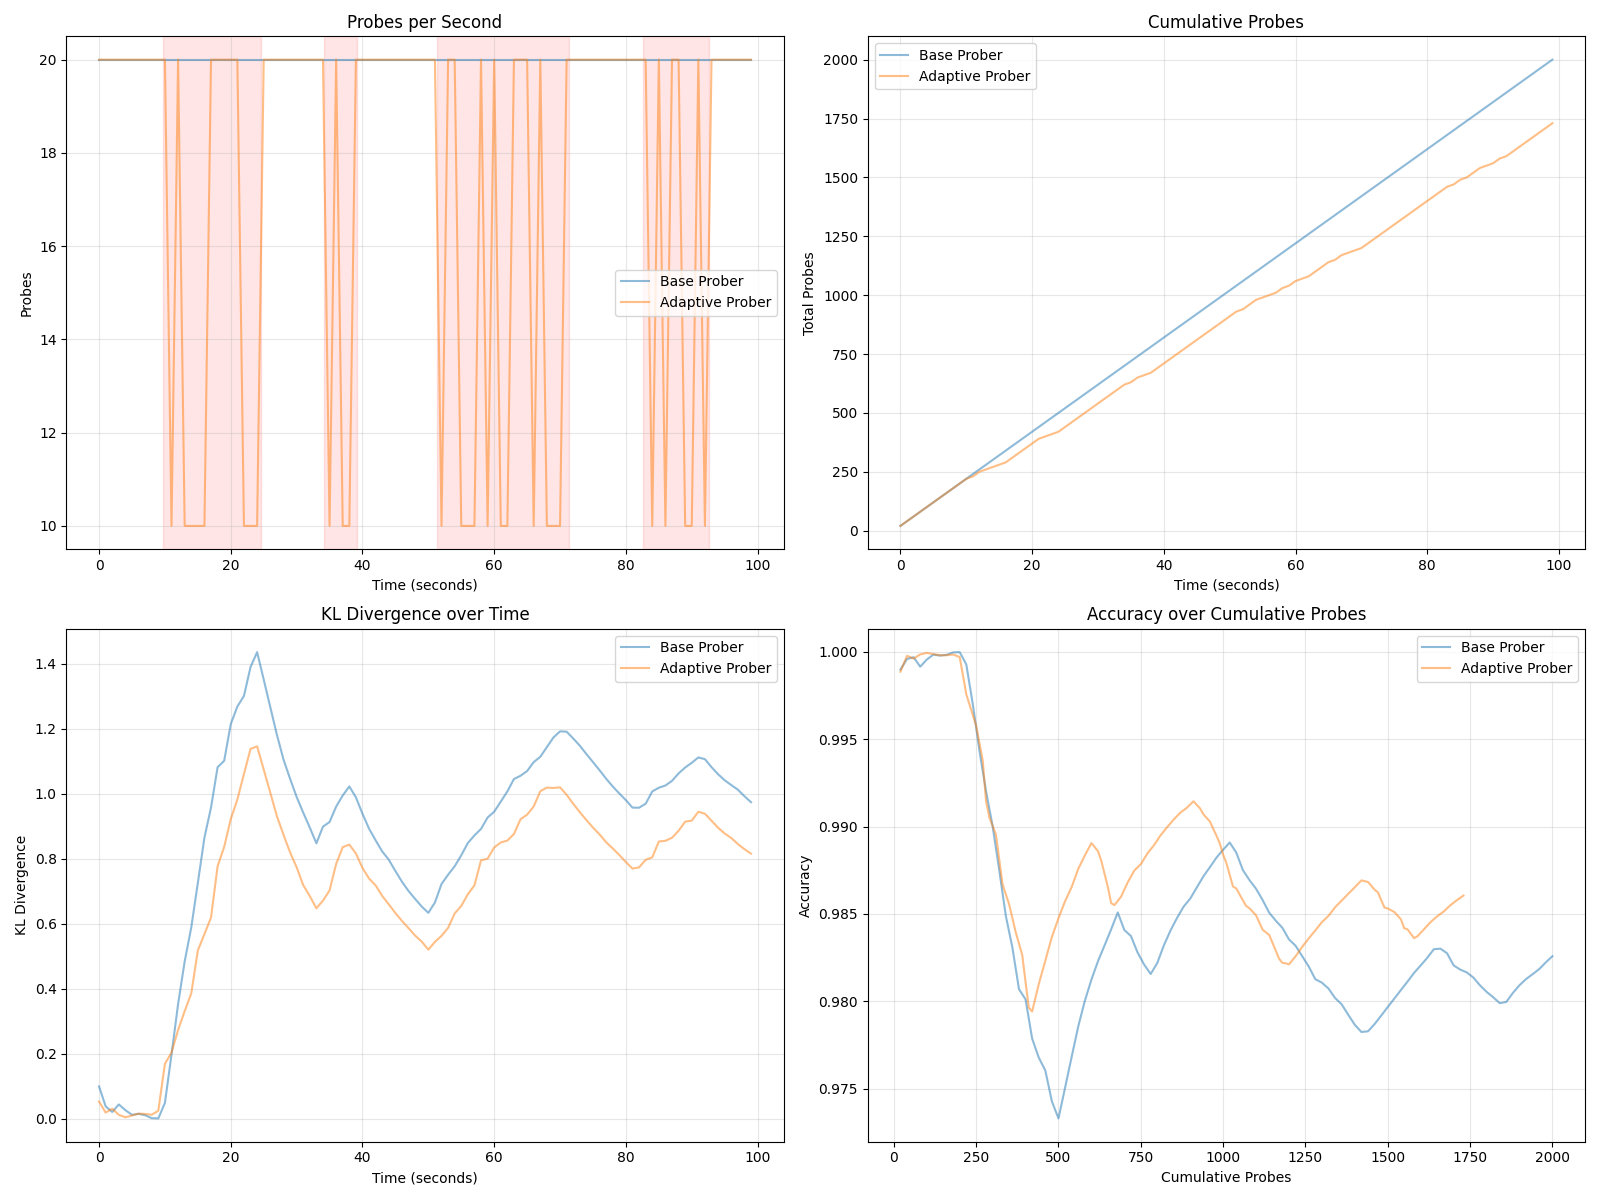 Probes per Second
20
18
16
14
12
10
Probes
Base Prober
Adaptive Prober
0 20 40 60 80 100
Time (seconds)
Cumulative Probes
2000
1750
1500
1250
1000
750
500
250
0
Total Probes
Base Prober
Adaptive Prober
0 20 40 60 80 100
Time (seconds)
KL Divergence over Time
1.4
1.2
1.0
0.8
0.6
0.4
0.2
0.0
KL Divergence
Base Prober
Adaptive Prober
0 20 40 60 80 100
Time (seconds)
Accuracy over Cumulative Probes
1.000
0.995
0.990
0.985
0.980
0.975
Accuracy
Base Prober
Adaptive Prober
0 250 500 750 1000 1250 1500 1750 2000
Cumulative Probes